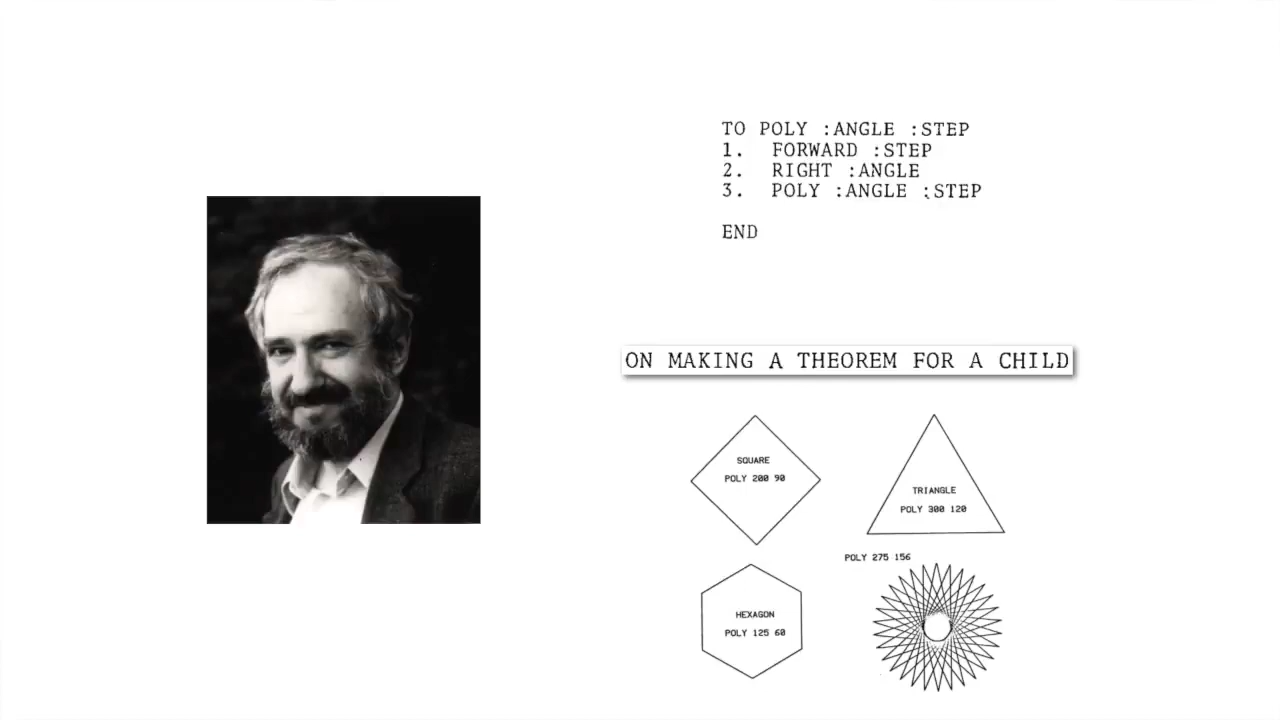 TO POLY :ANGLE :STEP
1. FORWARD :STEP
2. RIGHT :ANGLE
3. POLY :ANGLE :STEP
END
ON MAKING A THEOREM FOR A CHILD
SQUARE
POLY 200 90
TRIANGLE
POLY 300 120
POLY 275 156
HEXAGON
POLY 125 60